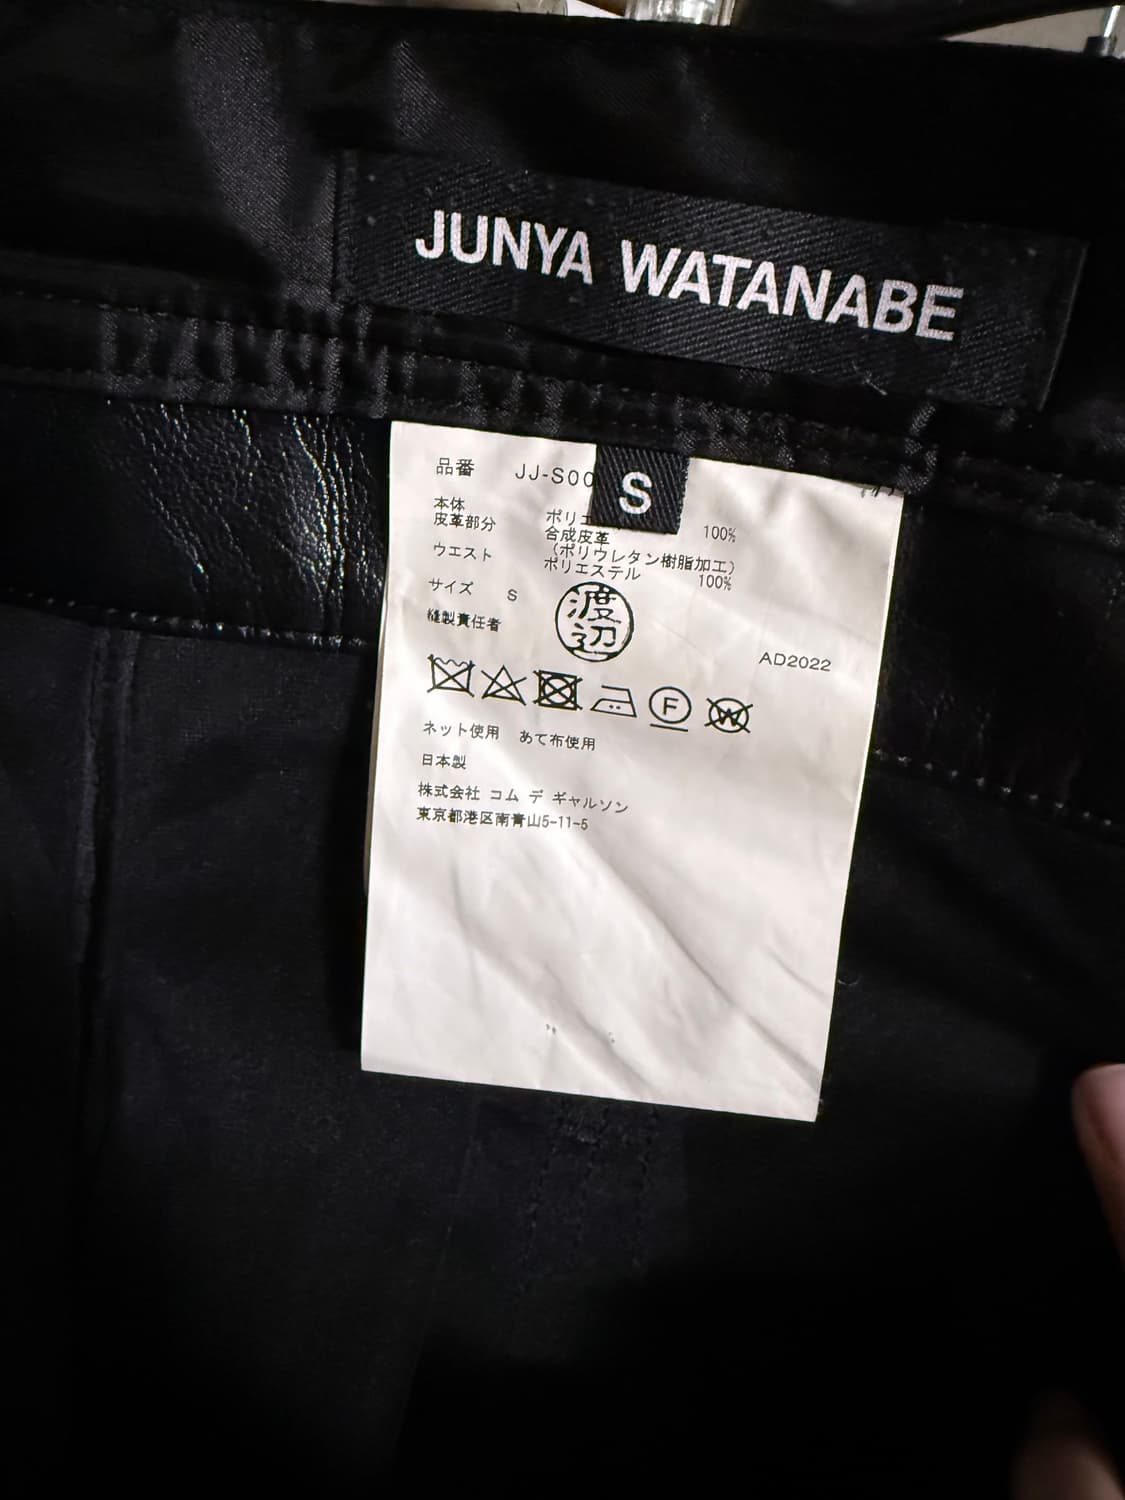 JUNYA WATANABE
S
品番 JJ-S00
本体 ポリエ 100%
皮革部分 合成皮革
(ポリウレタン樹脂加工)
ウエスト ポリエステル 100%
サイズ S
縫製責任者 渡辺
AD2022
F W
ネット使用 あて布使用
日本製
株式会社 コム デ ギャルソン
東京都港区南青山5-11-5